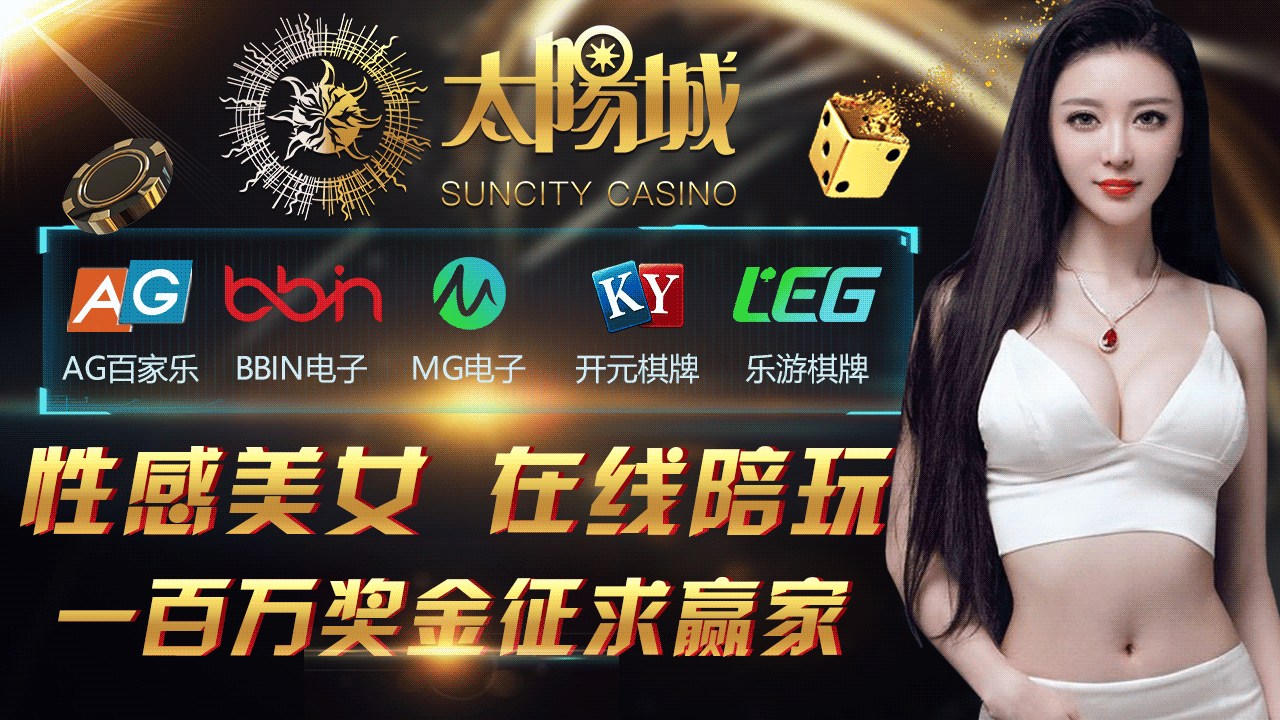 太陽城
SUNCITY CASINO
AG bbin KY LEG
AG百家乐 BBIN电子 MG电子 开元棋牌 乐游棋牌
性感美女 在线陪玩
一百万奖金征求赢家